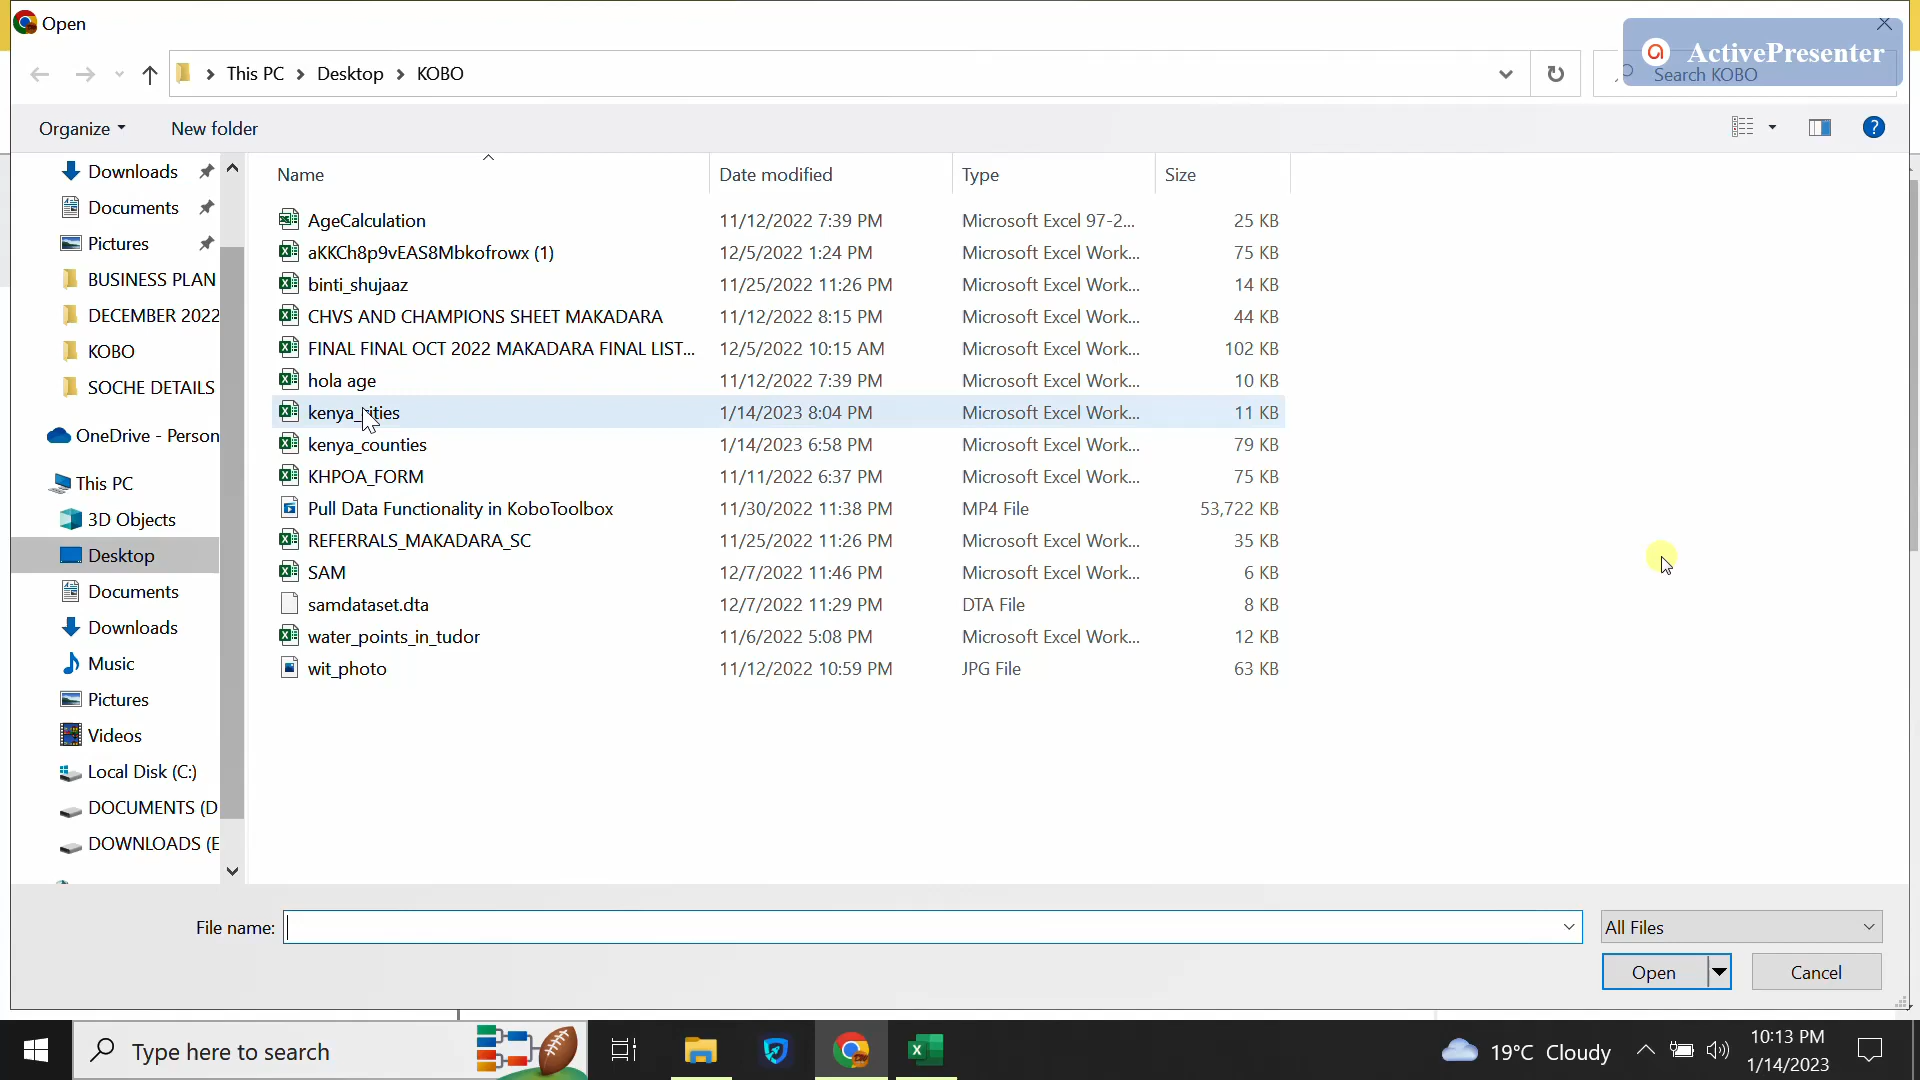 Open
ActivePresenter
This PC > Desktop > KOBO
Search KOBO
Organize
New folder
Name
Date modified
Type
Size
AgeCalculation 11/12/2022 7:39 PM Microsoft Excel 97-2... 25 KB
aKKCh8p9vEAS8Mbkofrowx (1) 12/5/2022 1:24 PM Microsoft Excel Work... 75 KB
binti_shujaaz 11/25/2022 11:26 PM Microsoft Excel Work... 14 KB
CHVS AND CHAMPIONS SHEET MAKADARA 11/12/2022 8:15 PM Microsoft Excel Work... 44 KB
FINAL FINAL OCT 2022 MAKADARA FINAL LIST... 12/5/2022 10:15 AM Microsoft Excel Work... 102 KB
hola age 11/12/2022 7:39 PM Microsoft Excel Work... 10 KB
kenya_cities 1/14/2023 8:04 PM Microsoft Excel Work... 11 KB
kenya_counties 1/14/2023 6:58 PM Microsoft Excel Work... 79 KB
KHPOA_FORM 11/11/2022 6:37 PM Microsoft Excel Work... 75 KB
Pull Data Functionality in KoboToolbox 11/30/2022 11:38 PM MP4 File 53,722 KB
REFERRALS_MAKADARA_SC 11/25/2022 11:26 PM Microsoft Excel Work... 35 KB
SAM 12/7/2022 11:46 PM Microsoft Excel Work... 6 KB
samdataset.dta 12/7/2022 11:29 PM DTA File 8 KB
water_points_in_tudor 11/6/2022 5:08 PM Microsoft Excel Work... 12 KB
wit_photo 11/12/2022 10:59 PM JPG File 63 KB
Downloads
Documents
Pictures
BUSINESS PLAN
DECEMBER 2022
KOBO
SOCHE DETAILS
OneDrive - Person
This PC
3D Objects
Desktop
Documents
Downloads
Music
Pictures
Videos
Local Disk (C:)
DOCUMENTS (D
DOWNLOADS (E
File name:
All Files
Open
Cancel
Type here to search
19°C Cloudy
10:13 PM
1/14/2023